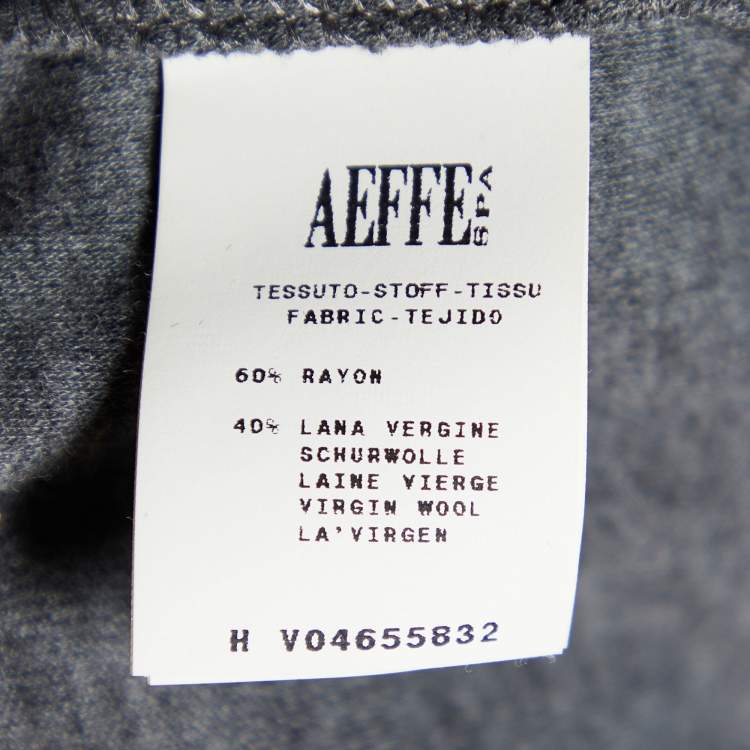 AEFFE SPA
TESSUTO-STOFF-TISSU
FABRIC-TEJIDO
60% RAYON
40% LANA VERGINE
SCHURWOLLE
LAINE VIERGE
VIRGIN WOOL
LA'VIRGEN
H V04655832